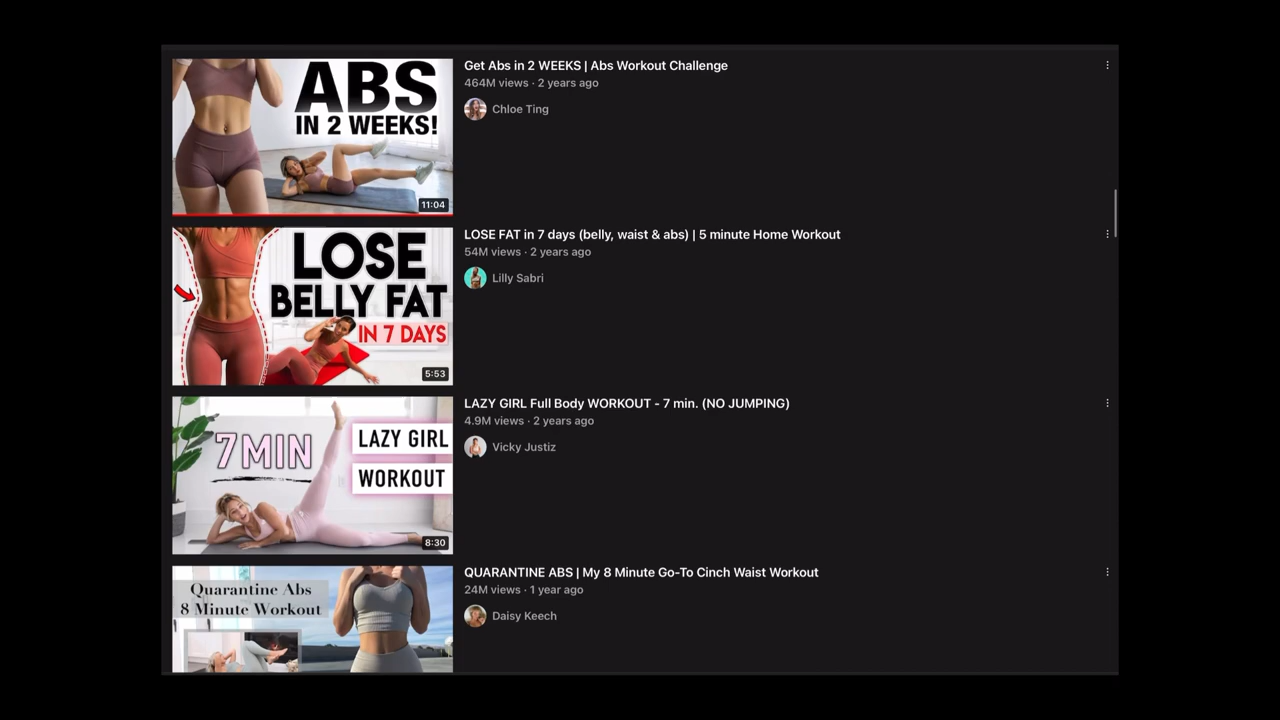 ABS
IN 2 WEEKS!
11:04
Get Abs in 2 WEEKS | Abs Workout Challenge
464M views · 2 years ago
Chloe Ting
LOSE
BELLY FAT
IN 7 DAYS
5:53
LOSE FAT in 7 days (belly, waist & abs) | 5 minute Home Workout
54M views · 2 years ago
Lilly Sabri
7MIN
LAZY GIRL
WORKOUT
8:30
LAZY GIRL Full Body WORKOUT - 7 min. (NO JUMPING)
4.9M views · 2 years ago
Vicky Justiz
Quarantine Abs
8 Minute Workout
QUARANTINE ABS | My 8 Minute Go-To Cinch Waist Workout
24M views · 1 year ago
Daisy Keech